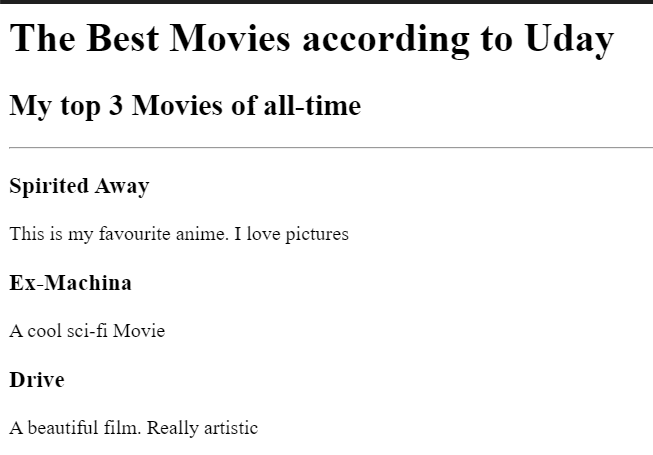 The Best Movies according to Uday
My top 3 Movies of all-time
Spirited Away
This is my favourite anime. I love pictures
Ex-Machina
A cool sci-fi Movie
Drive
A beautiful film. Really artistic